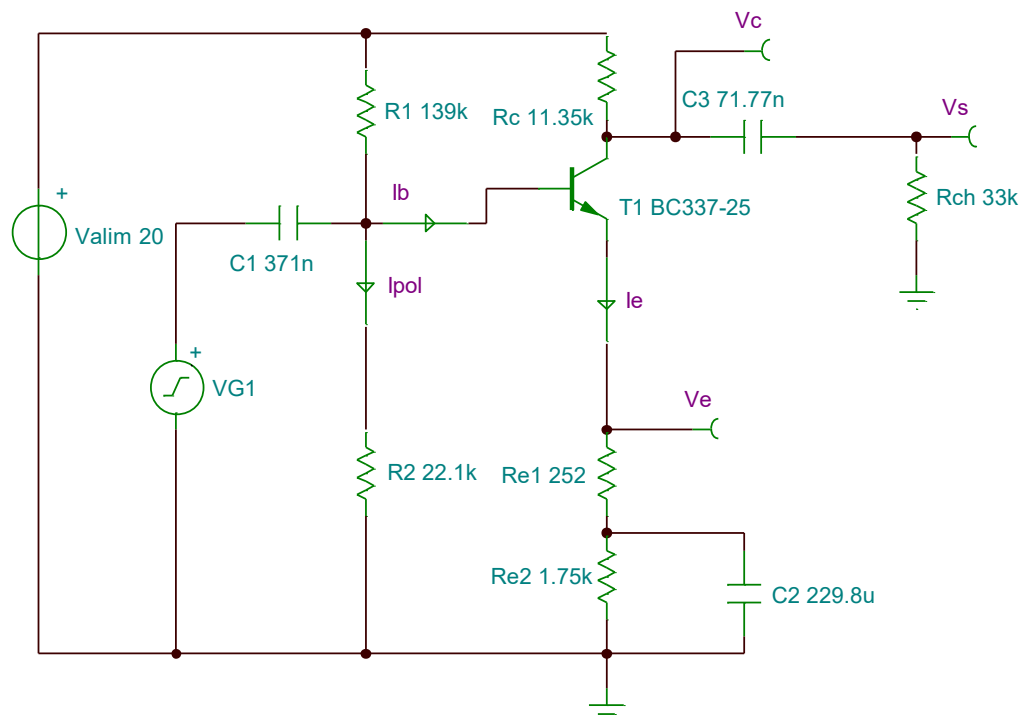 Vc
R1 139k
Rc 11.35k
C3 71.77n
Vs
Ib
T1 BC337-25
Rch 33k
+
Valim 20
C1 371n
Ipol
Ie
+
VG1
Ve
R2 22.1k
Re1 252
Re2 1.75k
C2 229.8u